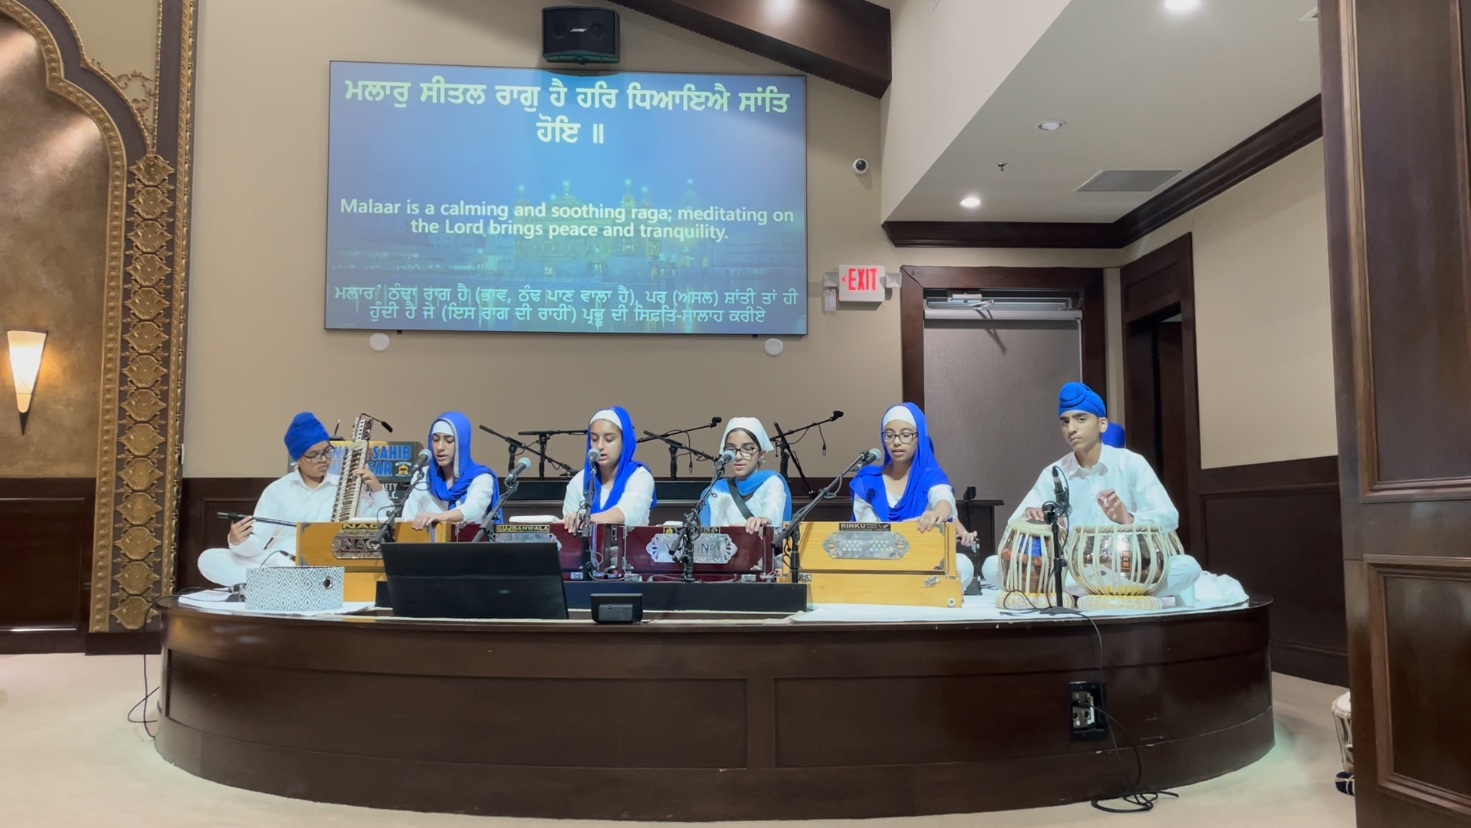 BOSE
ਮਲਾਰੁ ਸੀਤਲ ਰਾਗੁ ਹੈ ਹਰਿ ਧਿਆਇਐ ਸਾਂਤਿ
ਹੋਇ ॥
Malaar is a calming and soothing raga; meditating on
the Lord brings peace and tranquility.
ਮਲਾਰ ਠੰਢਾ ਰਾਗ ਹੈ (ਭਾਵ, ਠੰਢ ਪਾਣ ਵਾਲਾ ਹੈ), ਪਰ (ਅਸਲ) ਸ਼ਾਂਤੀ ਤਾਂ ਹੀ
ਹੁੰਦੀ ਹੈ ਜੇ (ਇਸ ਰਾਗ ਦੀ ਰਾਹੀਂ) ਪ੍ਰਭੂ ਦੀ ਸਿਫ਼ਤਿ-ਸਾਲਾਹ ਕਰੀਏ
EXIT
SAHIB
GUJRANWALA
RINKU